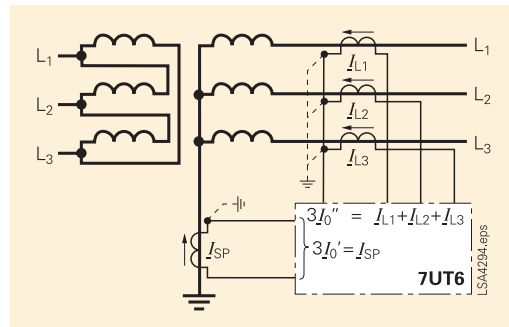 L1
L1
IL1
L2
L2
IL2
L3
L3
IL3
3I0" = IL1+IL2+IL3
ISP
3I0' = ISP
7UT6
LSA4294.eps